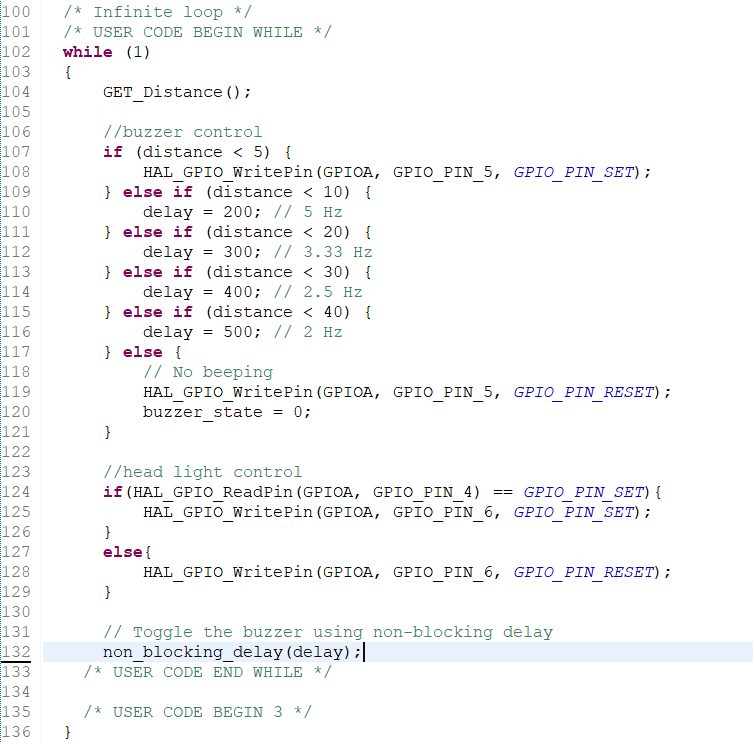 100 /* Infinite loop */
101 /* USER CODE BEGIN WHILE */
102 while (1)
103 {
104 GET_Distance();
105
106 //buzzer control
107 if (distance < 5) {
108 HAL_GPIO_WritePin(GPIOA, GPIO_PIN_5, GPIO_PIN_SET);
109 } else if (distance < 10) {
110 delay = 200; // 5 Hz
111 } else if (distance < 20) {
112 delay = 300; // 3.33 Hz
113 } else if (distance < 30) {
114 delay = 400; // 2.5 Hz
115 } else if (distance < 40) {
116 delay = 500; // 2 Hz
117 } else {
118 // No beeping
119 HAL_GPIO_WritePin(GPIOA, GPIO_PIN_5, GPIO_PIN_RESET);
120 buzzer_state = 0;
121 }
122
123 //head light control
124 if(HAL_GPIO_ReadPin(GPIOA, GPIO_PIN_4) == GPIO_PIN_SET){
125 HAL_GPIO_WritePin(GPIOA, GPIO_PIN_6, GPIO_PIN_SET);
126 }
127 else{
128 HAL_GPIO_WritePin(GPIOA, GPIO_PIN_6, GPIO_PIN_RESET);
129 }
130
131 // Toggle the buzzer using non-blocking delay
132 non_blocking_delay(delay);
133 /* USER CODE END WHILE */
134
135 /* USER CODE BEGIN 3 */
136 }